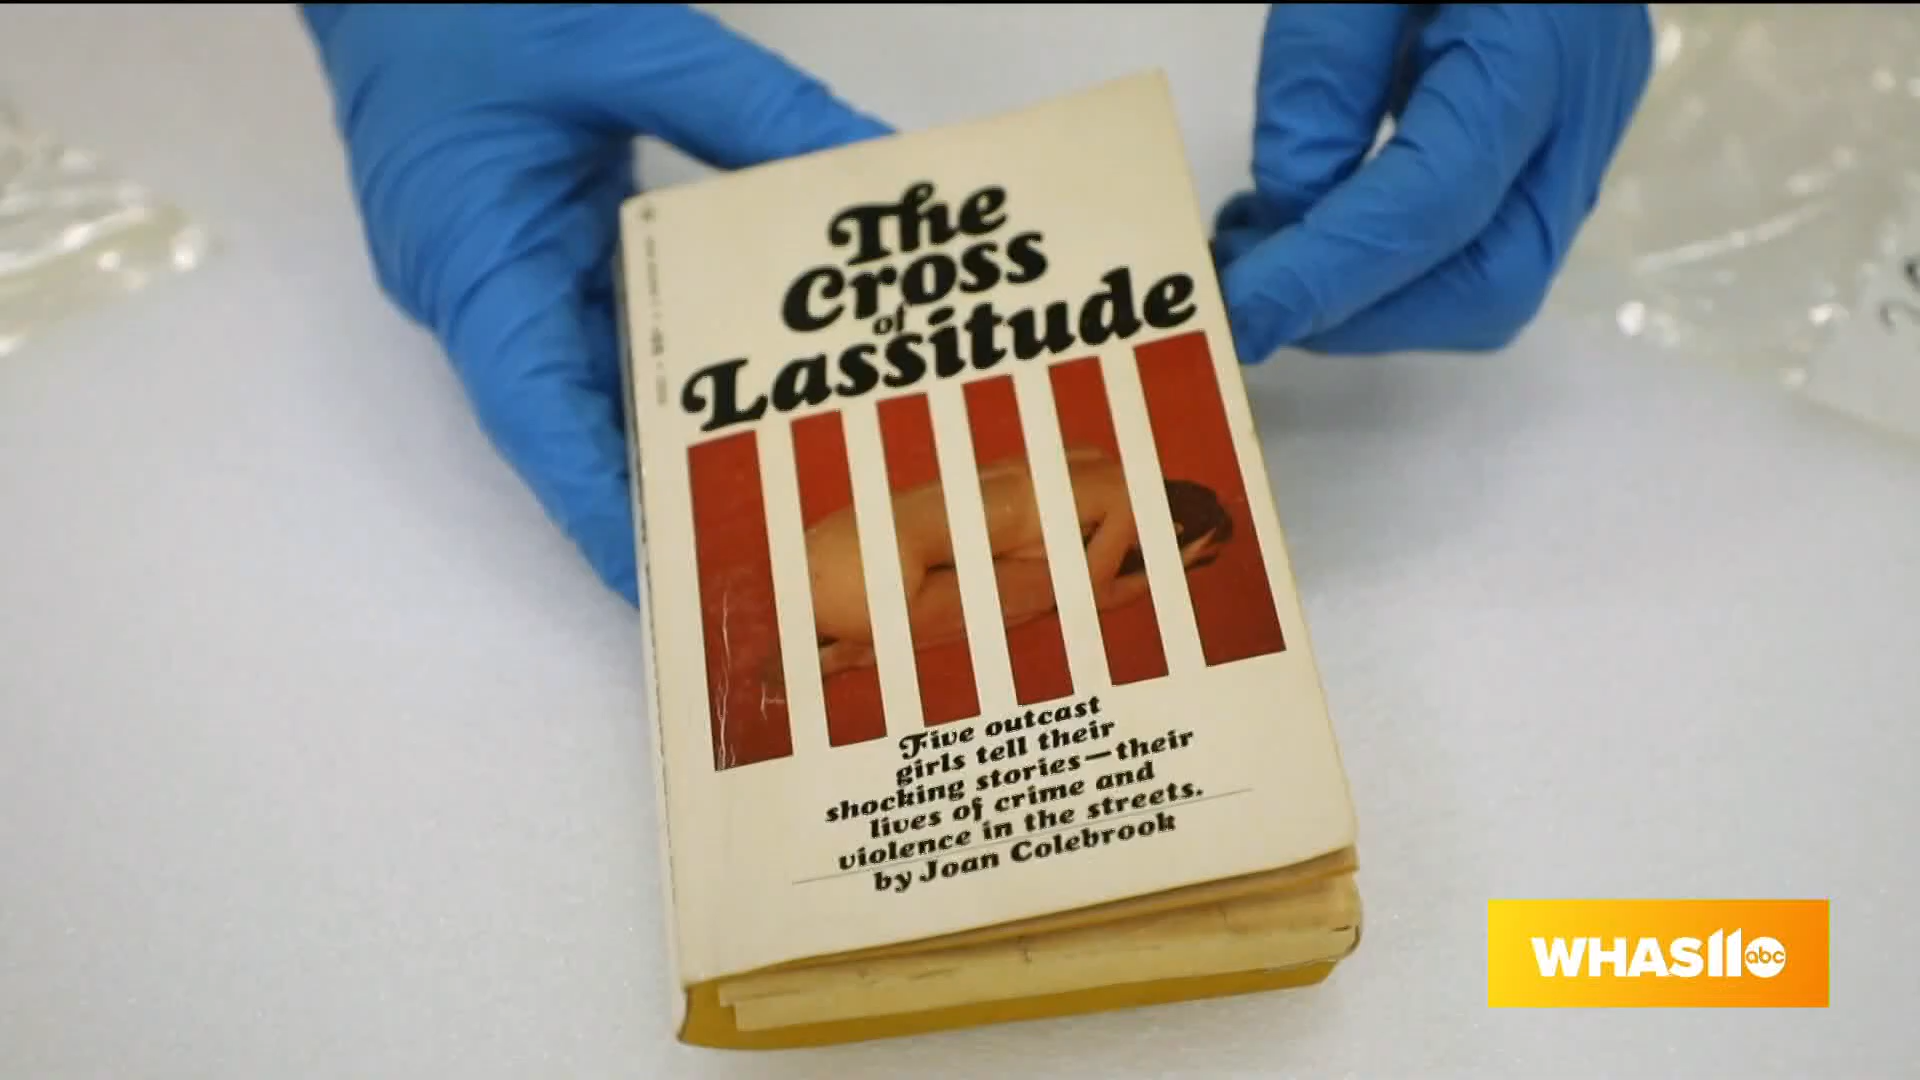 The
Cross
of
Lassitude
Five outcast
girls tell their
shocking stories—their
lives of crime and
violence in the streets.
by Joan Colebrook
WHAS11 abc